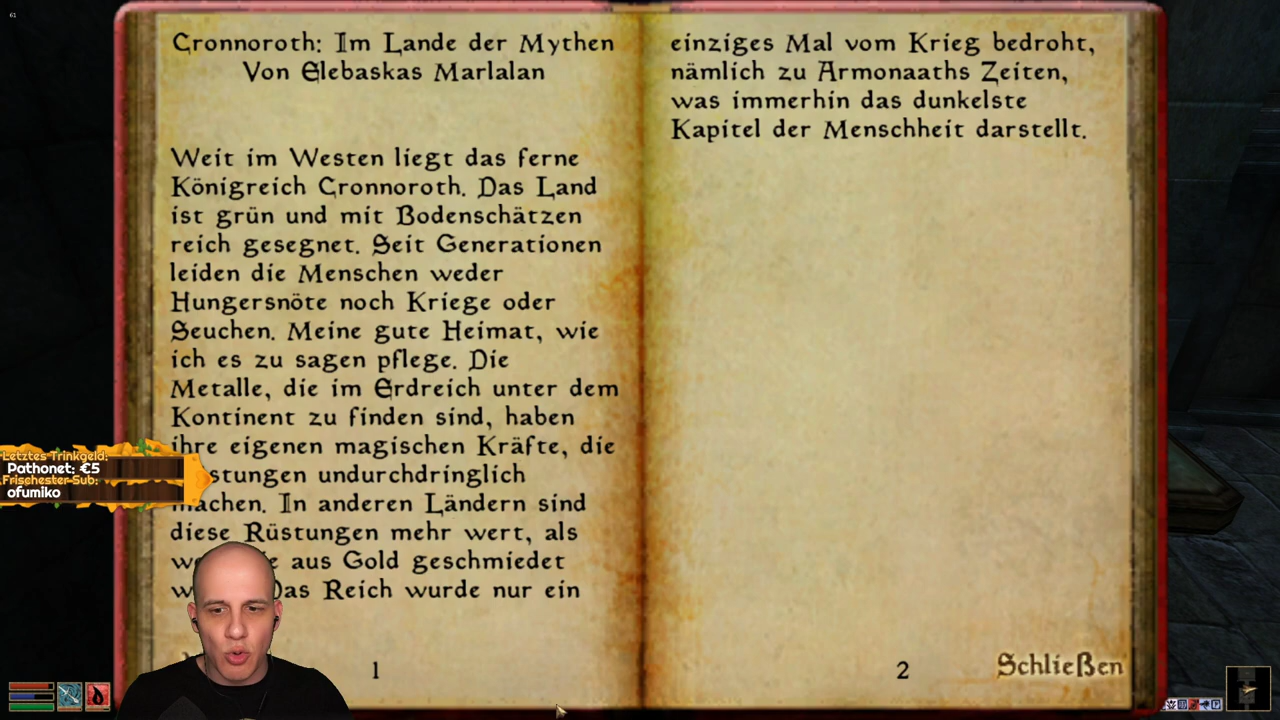 61
Cronnoroth: Im Lande der Mythen
Von Elebaskas Marlalan
Weit im Westen liegt das ferne
Königreich Cronnoroth. Das Land
ist grün und mit Bodenschätzen
reich gesegnet. Seit Generationen
leiden die Menschen weder
Hungersnöte noch Kriege oder
Seuchen. Meine gute Heimat, wie
ich es zu sagen pflege. Die
Metalle, die im Erdreich unter dem
Kontinent zu finden sind, haben
ihre eigenen magischen Kräfte, die
stungen undurchdringlich
machen. In anderen Ländern sind
diese Rüstungen mehr wert, als
aus Gold geschmiedet
Das Reich wurde nur ein
1
einziges Mal vom Krieg bedroht,
nämlich zu Armonaaths Zeiten,
was immerhin das dunkelste
Kapitel der Menschheit darstellt.
2
Schließen
Letztes Trinkgeld:
Pathonet: €5
Frischester Sub:
ofumiko